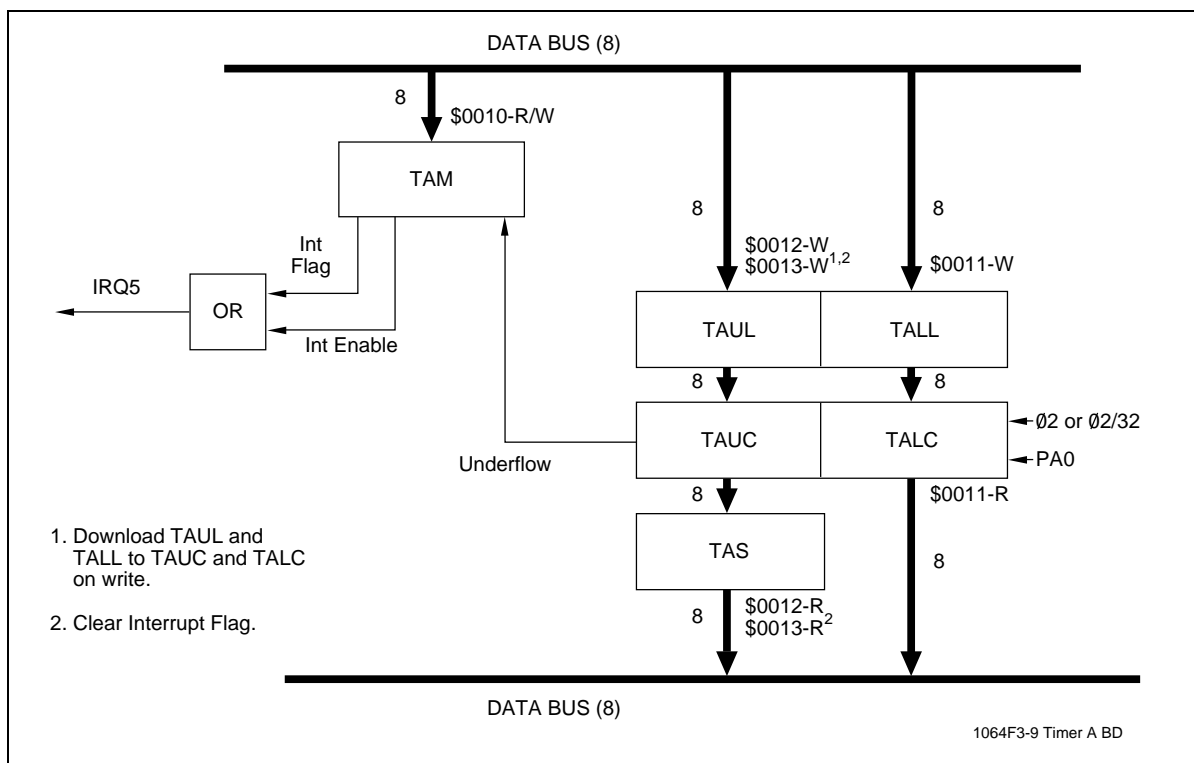 DATA BUS (8)
8
$0010-R/W
TAM
8
8
Int
Flag
$0012-W
$0013-W1,2
$0011-W
IRQ5
OR
TAUL
TALL
Int Enable
8
8
TAUC
TALC
Ø2 or Ø2/32
PA0
Underflow
8
$0011-R
1. Download TAUL and
TALL to TAUC and TALC
on write.
TAS
8
2. Clear Interrupt Flag.
8
$0012-R
$0013-R2
DATA BUS (8)
1064F3-9 Timer A BD